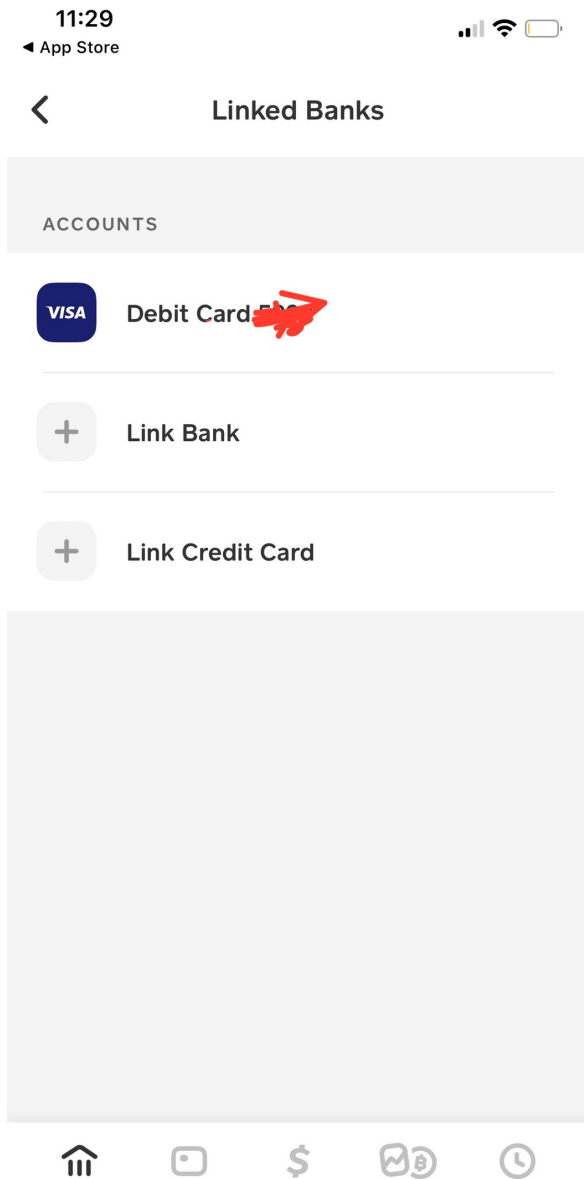 11:29
App Store
Linked Banks
ACCOUNTS
VISA
Debit Card
Link Bank
Link Credit Card